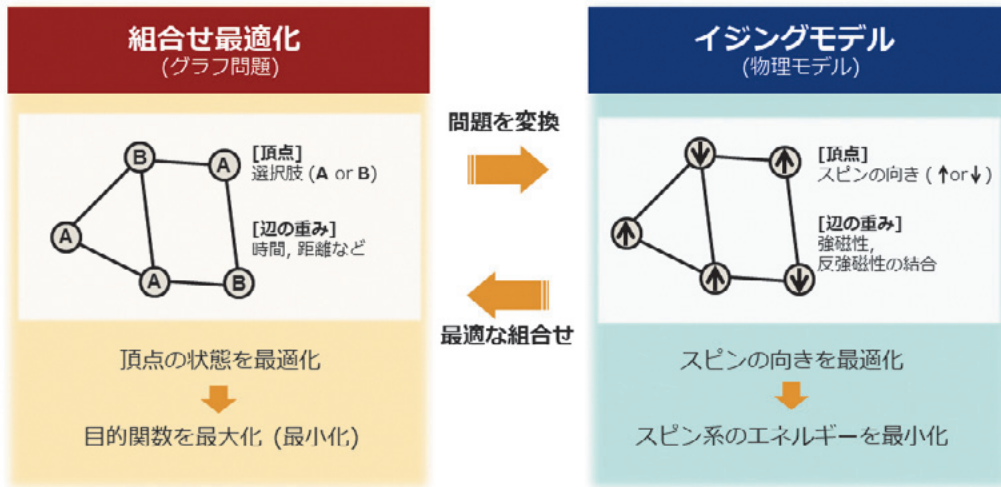 組合せ最適化
(グラフ問題)
B
A
A
A
B
[頂点]
選択肢 (A or B)
[辺の重み]
時間, 距離など
頂点の状態を最適化
目的関数を最大化 (最小化)
問題を変換
最適な組合せ
イジングモデル
(物理モデル)
[頂点]
スピンの向き (↑or↓)
[辺の重み]
強磁性,
反強磁性の結合
スピンの向きを最適化
スピン系のエネルギーを最小化